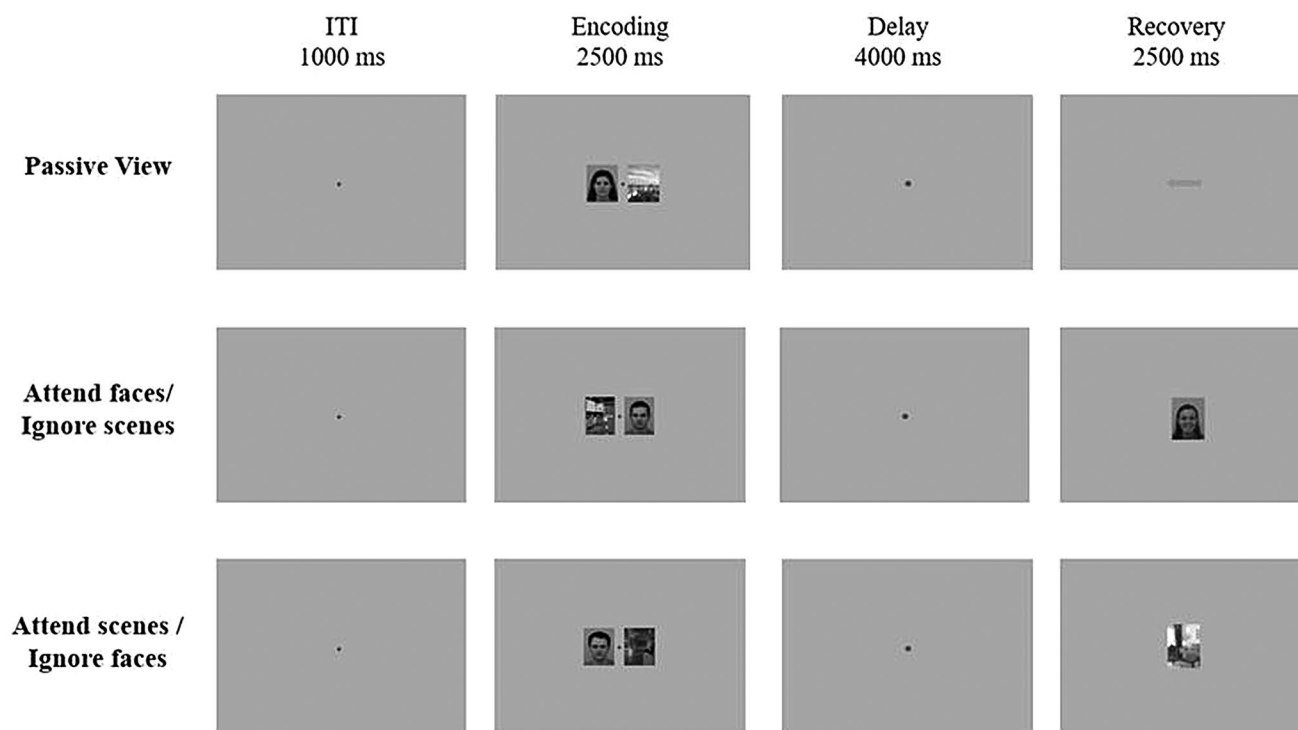 ITI
1000 ms
Encoding
2500 ms
Delay
4000 ms
Recovery
2500 ms
Passive View
Attend faces/
Ignore scenes
Attend scenes /
Ignore faces